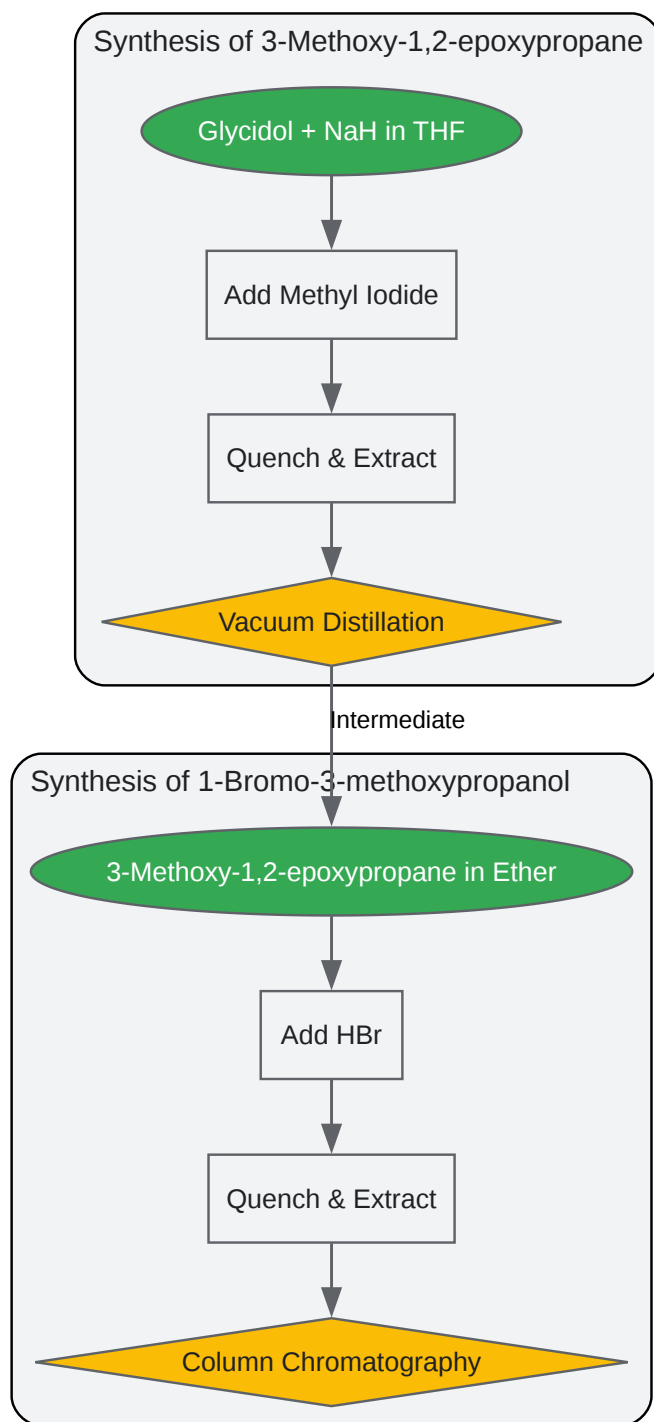 Synthesis of 3-Methoxy-1,2-epoxypropane
Glycidol + NaH in THF
Add Methyl Iodide
Quench & Extract
Vacuum Distillation
Intermediate
Synthesis of 1-Bromo-3-methoxypropanol
3-Methoxy-1,2-epoxypropane in Ether
Add HBr
Quench & Extract
Column Chromatography